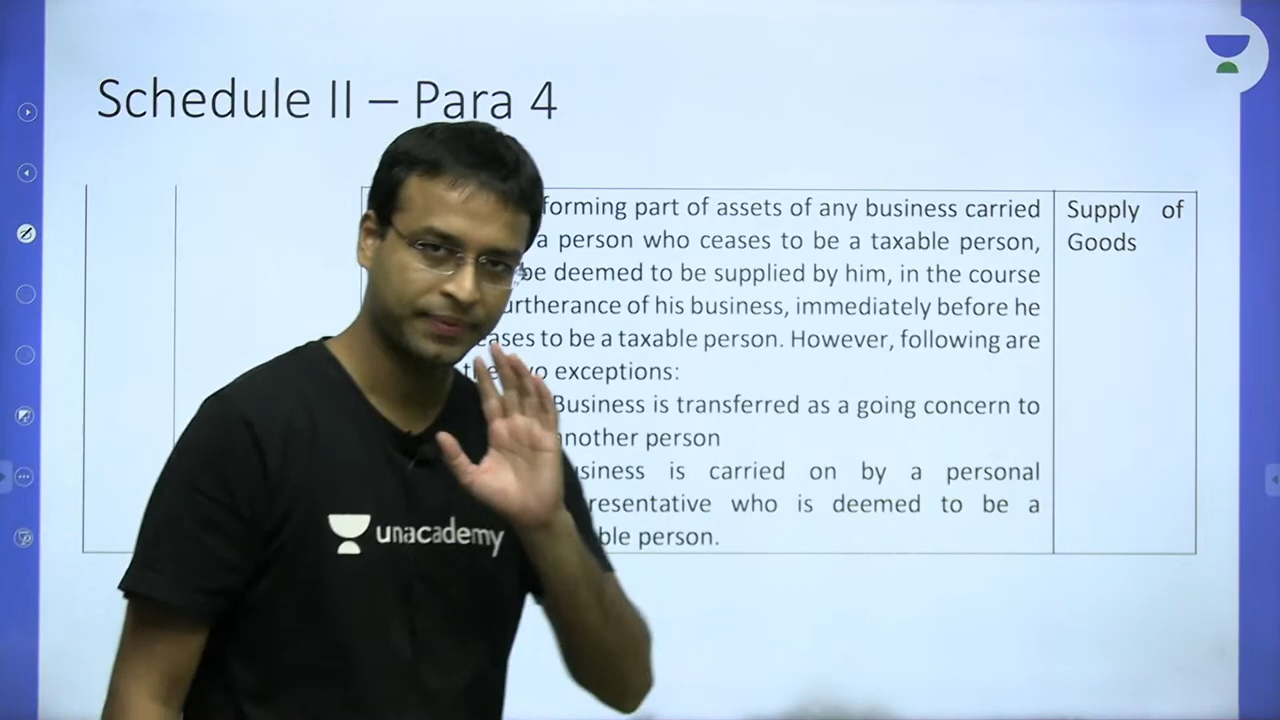 Schedule II – Para 4
forming part of assets of any business carried
a person who ceases to be a taxable person,
be deemed to be supplied by him, in the course
urtherance of his business, immediately before he
eases to be a taxable person. However, following are
exceptions:
Business is transferred as a going concern to
another person
usiness is carried on by a personal
resentative who is deemed to be a
ble person.
Supply of
Goods
unacademy